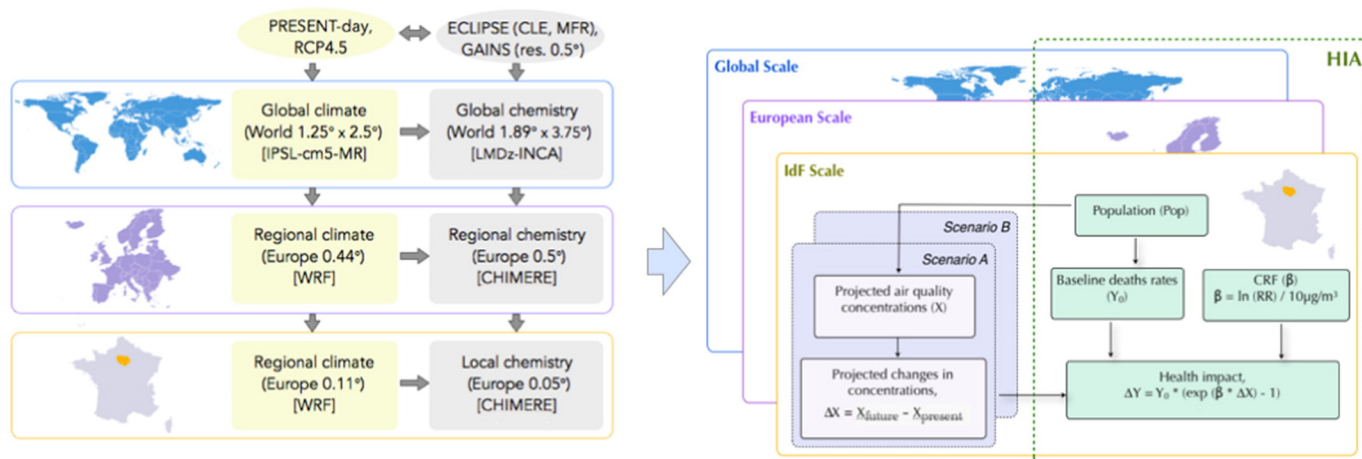 PRESENT-day,
RCP4.5
ECLIPSE (CLE, MFR),
GAINS (res. 0.5°)
Global climate
(World 1.25° x 2.5°)
[IPSL-cm5-MR]
Global chemistry
(World 1.89° x 3.75°)
[LMDz-INCA]
Regional climate
(Europe 0.44°)
[WRF]
Regional chemistry
(Europe 0.5°)
[CHIMERE]
Regional climate
(Europe 0.11°)
[WRF]
Local chemistry
(Europe 0.05°)
[CHIMERE]
HIA
Global Scale
European Scale
IdF Scale
Scenario B
Scenario A
Projected air quality
concentrations (X)
Projected changes in
concentrations,
ΔX = Xfuture – Xpresent
Population (Pop)
Baseline deaths rates
(Y₀)
CRF (β)
β = ln (RR) / 10µg/m³
Health impact,
ΔY = Y₀ * (exp (β * ΔX) - 1)